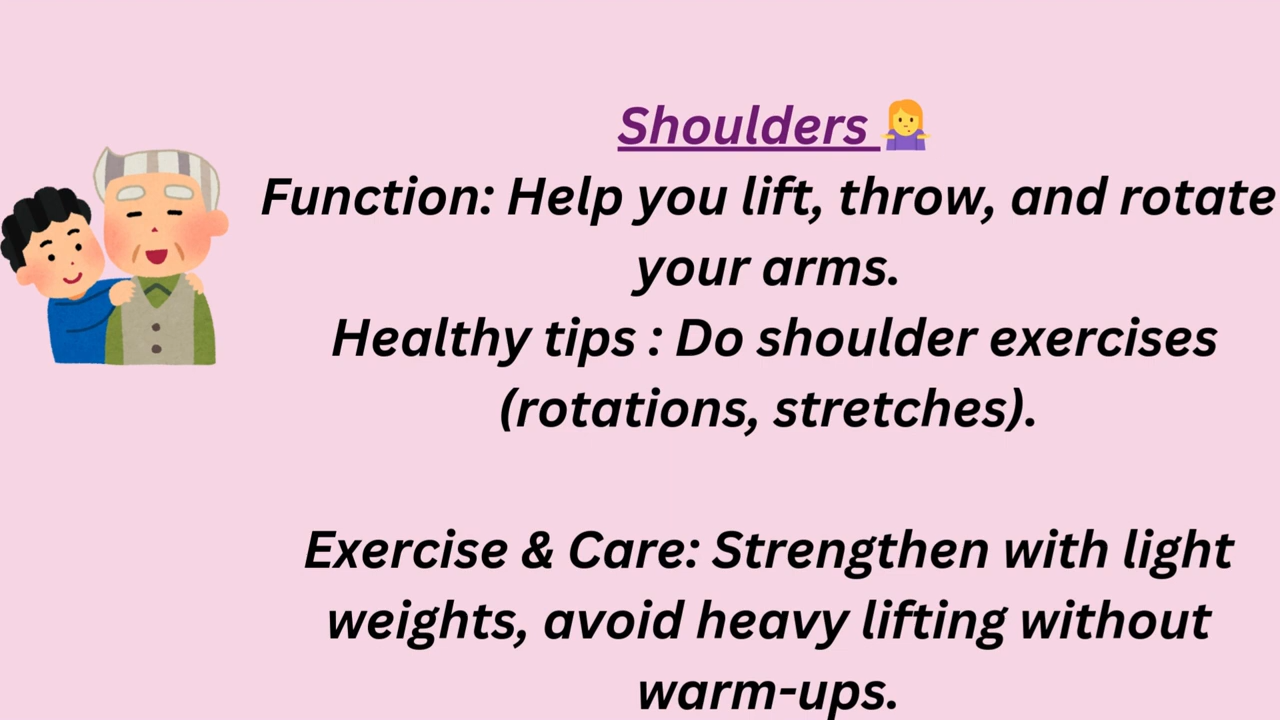 Shoulders 🤷‍♀️
Function: Help you lift, throw, and rotate
your arms.
Healthy tips : Do shoulder exercises
(rotations, stretches).
Exercise & Care: Strengthen with light
weights, avoid heavy lifting without
warm-ups.